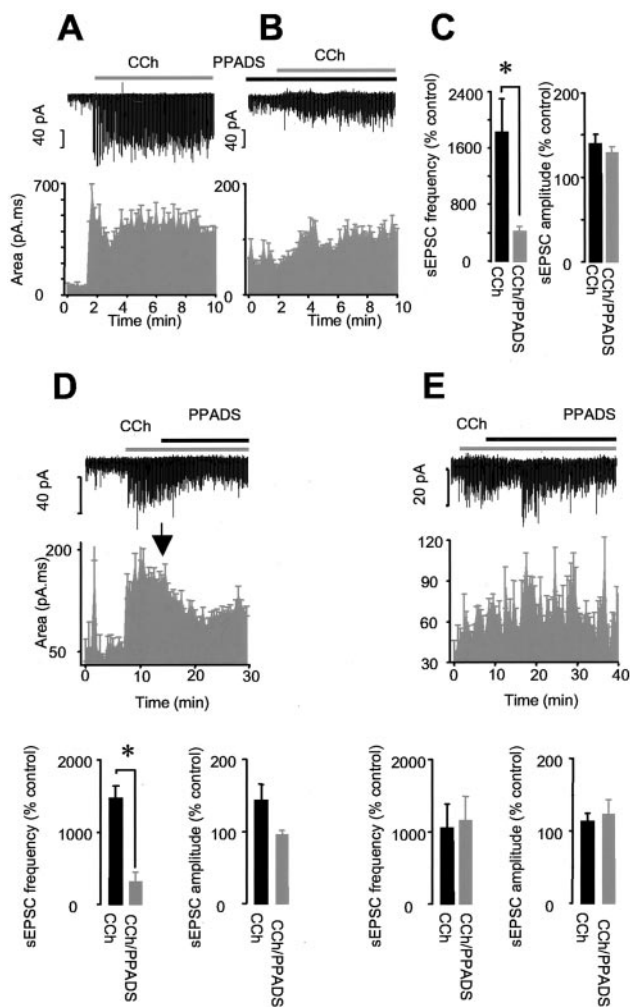 A
B
C
CCh
PPADS
CCh
40 pA
40 pA
Area (pA.ms)
700
0
200
0
0 2 4 6 8 10
Time (min)
0 2 4 6 8 10
Time (min)
sEPSC frequency (% control)
2400
1600
800
0
*
CCh
CCh/PPADS
sEPSC amplitude (% control)
200
100
0
CCh
CCh/PPADS
D
E
PPADS
CCh
40 pA
Area (pA.ms)
200
50
0 10 20 30
Time (min)
PPADS
CCh
20 pA
120
90
60
30
0 10 20 30 40
Time (min)
sEPSC frequency (% control)
2000
1000
0
*
CCh
CCh/PPADS
sEPSC amplitude (% control)
200
100
0
CCh
CCh/PPADS
sEPSC frequency (% control)
2000
1000
0
CCh
CCh/PPADS
sEPSC amplitude (% control)
200
100
0
CCh
CCh/PPADS